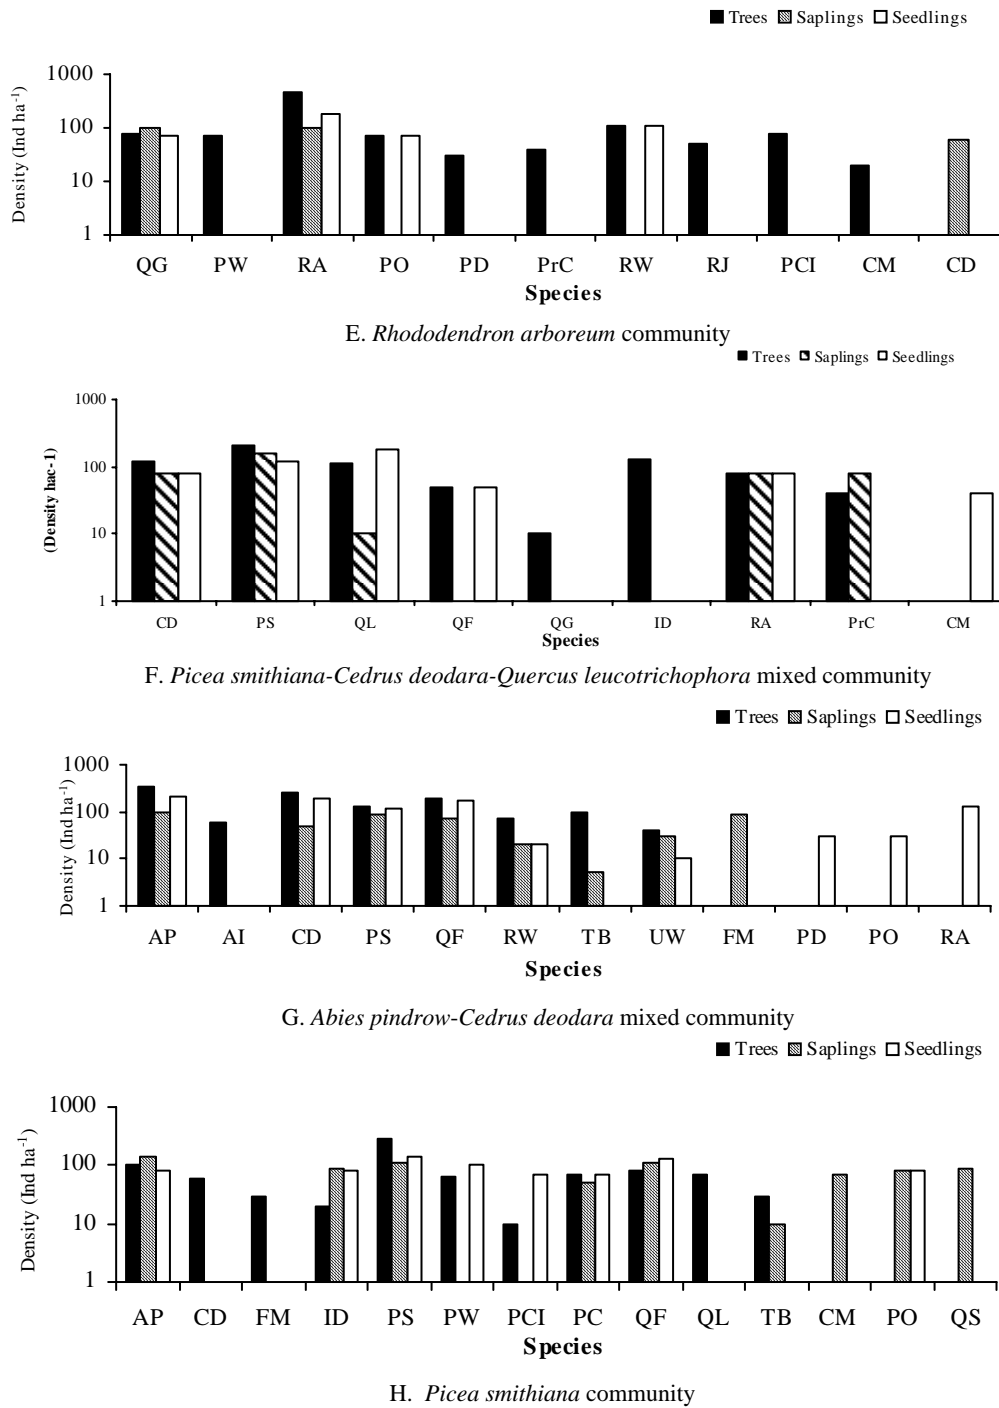 Trees Saplings Seedlings
Density (Ind ha-1)
1000
100
10
1
QG PW RA PO PD PrC RW RJ PCI CM CD
Species
E. Rhododendron arboreum community
Trees Saplings Seedlings
(Density hac-1)
1000
100
10
1
CD PS QL QF QG ID RA PrC CM
Species
F. Picea smithiana-Cedrus deodara-Quercus leucotrichophora mixed community
Trees Saplings Seedlings
Density (Ind ha-1)
1000
100
10
1
AP AI CD PS QF RW TB UW FM PD PO RA
Species
G. Abies pindrow-Cedrus deodara mixed community
Trees Saplings Seedlings
Density (Ind ha-1)
1000
100
10
1
AP CD FM ID PS PW PCI PC QF QL TB CM PO QS
Species
H. Picea smithiana community